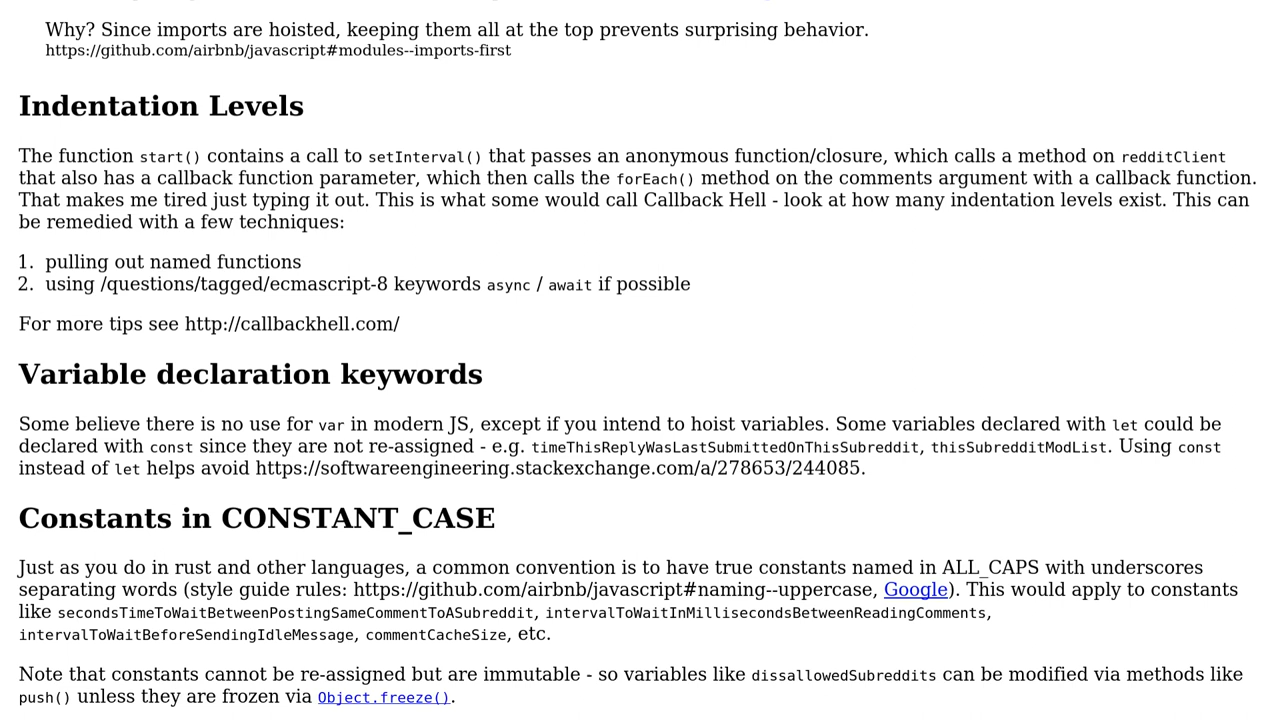 Why? Since imports are hoisted, keeping them all at the top prevents surprising behavior.
https://github.com/airbnb/javascript#modules--imports-first
Indentation Levels
The function start() contains a call to setInterval() that passes an anonymous function/closure, which calls a method on redditClient
that also has a callback function parameter, which then calls the forEach() method on the comments argument with a callback function.
That makes me tired just typing it out. This is what some would call Callback Hell - look at how many indentation levels exist. This can
be remedied with a few techniques:
1. pulling out named functions
2. using /questions/tagged/ecmascript-8 keywords async / await if possible
For more tips see http://callbackhell.com/
Variable declaration keywords
Some believe there is no use for var in modern JS, except if you intend to hoist variables. Some variables declared with let could be
declared with const since they are not re-assigned - e.g. timeThisReplyWasLastSubmittedOnThisSubreddit, thisSubredditModList. Using const
instead of let helps avoid https://softwareengineering.stackexchange.com/a/278653/244085.
Constants in CONSTANT_CASE
Just as you do in rust and other languages, a common convention is to have true constants named in ALL_CAPS with underscores
separating words (style guide rules: https://github.com/airbnb/javascript#naming--uppercase, Google). This would apply to constants
like secondsTimeToWaitBetweenPostingSameCommentToASubreddit, intervalToWaitInMillisecondsBetweenReadingComments,
intervalToWaitBeforeSendingIdleMessage, commentCacheSize, etc.
Note that constants cannot be re-assigned but are immutable - so variables like dissallowedSubreddits can be modified via methods like
push() unless they are frozen via Object.freeze().